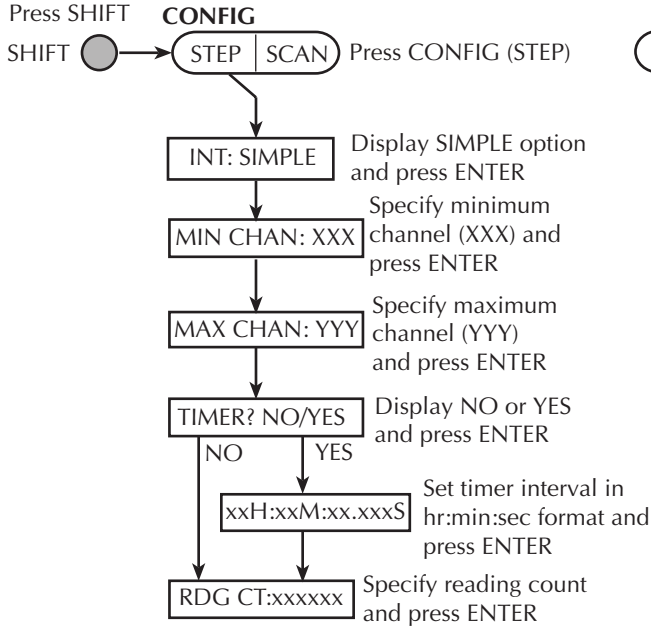 Press SHIFT CONFIG
SHIFT STEP SCAN Press CONFIG (STEP)
INT: SIMPLE
Display SIMPLE option
and press ENTER
MIN CHAN: XXX
Specify minimum
channel (XXX) and
press ENTER
MAX CHAN: YYY
Specify maximum
channel (YYY)
and press ENTER
TIMER? NO/YES
Display NO or YES
and press ENTER
NO YES
xxH:xxM:xx.xxxS
Set timer interval in
hr:min:sec format and
press ENTER
RDG CT:xxxxxx
Specify reading count
and press ENTER